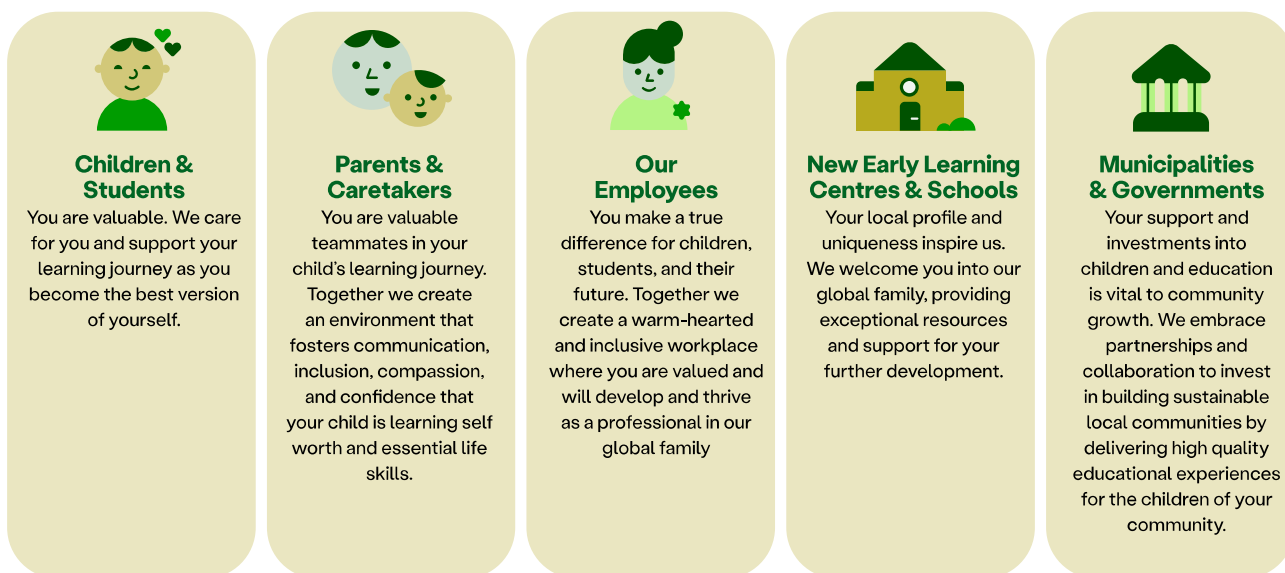 Children &
Students
You are valuable. We care
for you and support your
learning journey as you
become the best version
of yourself.
Parents &
Caretakers
You are valuable
teammates in your
child’s learning journey.
Together we create
an environment that
fosters communication,
inclusion, compassion,
and confidence that
your child is learning self
worth and essential life
skills.
Our
Employees
You make a true
difference for children,
students, and their
future. Together we
create a warm-hearted
and inclusive workplace
where you are valued and
will develop and thrive
as a professional in our
global family
New Early Learning
Centres & Schools
Your local profile and
uniqueness inspire us.
We welcome you into our
global family, providing
exceptional resources
and support for your
further development.
Municipalities
& Governments
Your support and
investments into
children and education
is vital to community
growth. We embrace
partnerships and
collaboration to invest
in building sustainable
local communities by
delivering high quality
educational experiences
for the children of your
community.